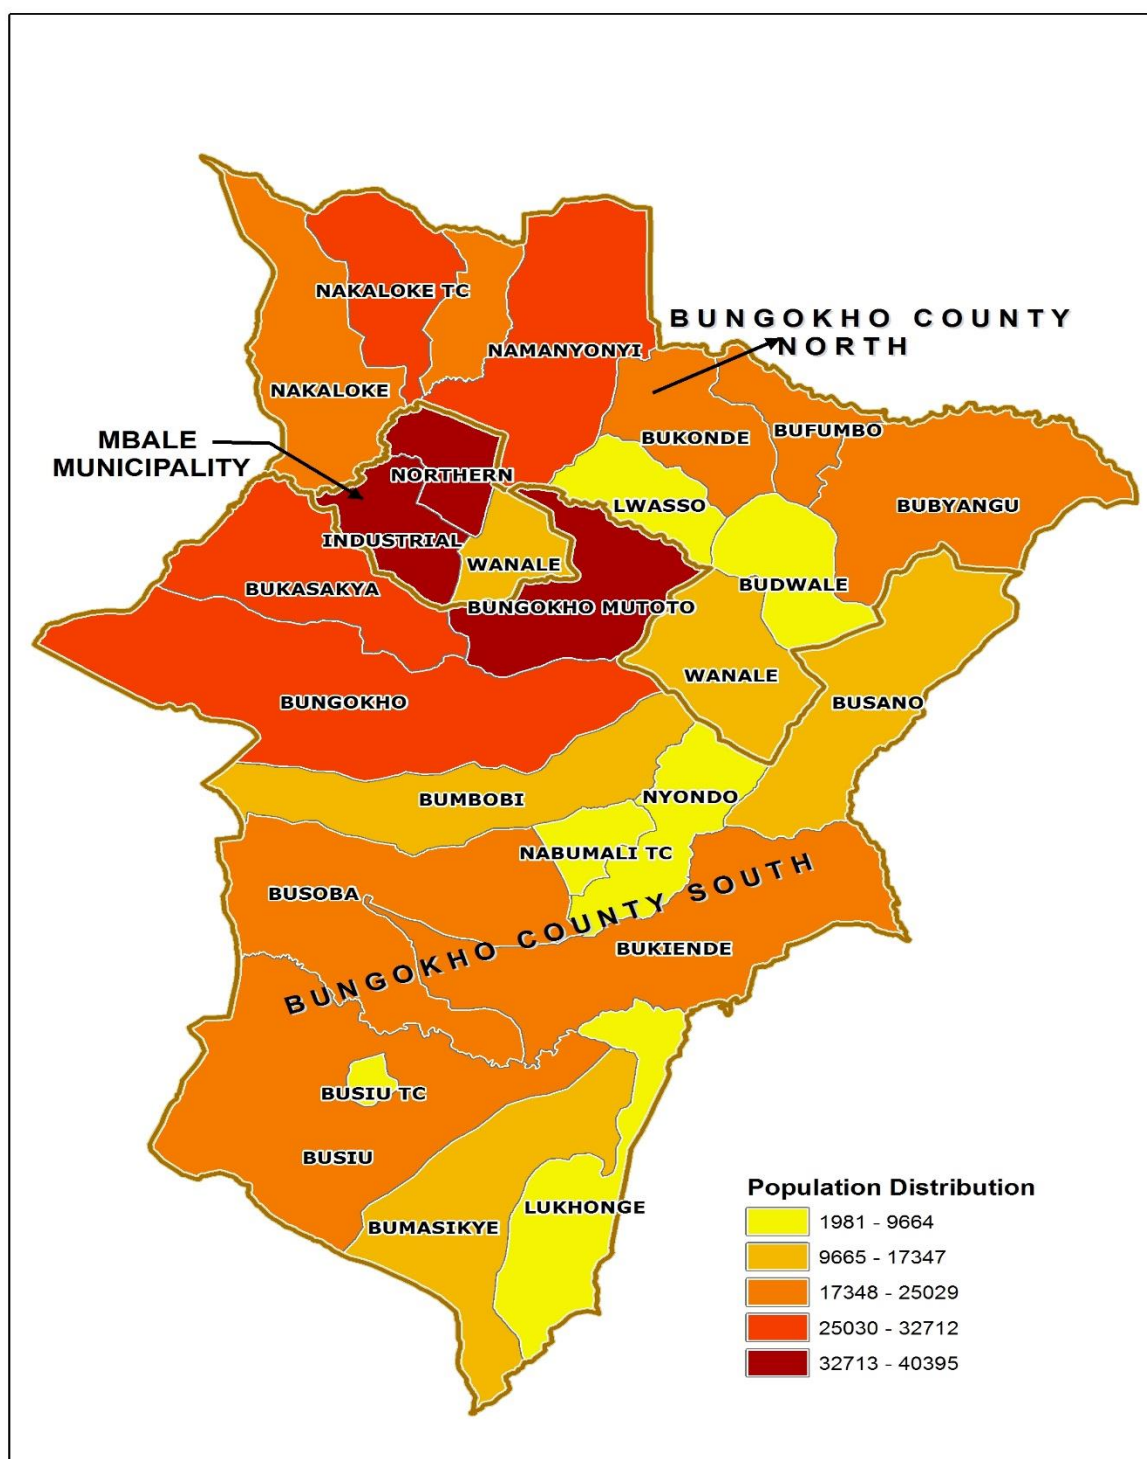 NAKALOKE TC
BUNGOKHO COUNTY
NORTH
NAMANYONYI
NAKALOKE
MBALE
MUNICIPALITY
BUKONDE
BUFUMBO
NORTHERN
LWASSO
BUBYANGU
INDUSTRIAL
WANALE
BUKASAKYA
BUDWALE
BUNGOKHO MUTOTO
WANALE
BUNGOKHO
BUSANO
BUMBOBI
NYONDO
NABUMALI TC
BUSOBA
BUNGOKHO COUNTY SOUTH
BUKIENDE
BUSIU TC
BUSIU
LUKHONGE
BUMASIKYE
Population Distribution
1981 - 9664
9665 - 17347
17348 - 25029
25030 - 32712
32713 - 40395